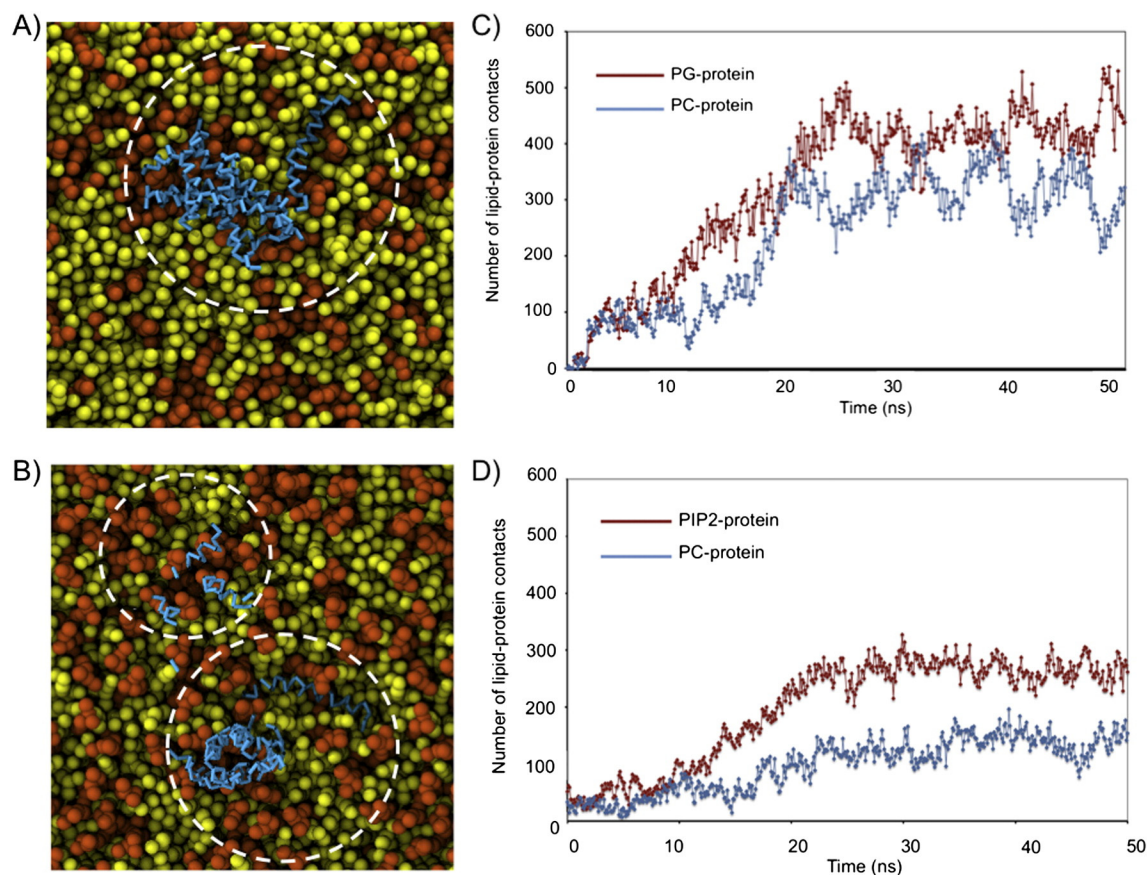 A)
C)
600
500
400
300
200
100
0
Number of lipid-protein contacts
PG-protein
PC-protein
0 10 20 30 40 50
Time (ns)
B)
D)
600
500
400
300
200
100
0
Number of lipid-protein contacts
PIP2-protein
PC-protein
0 10 20 30 40 50
Time (ns)